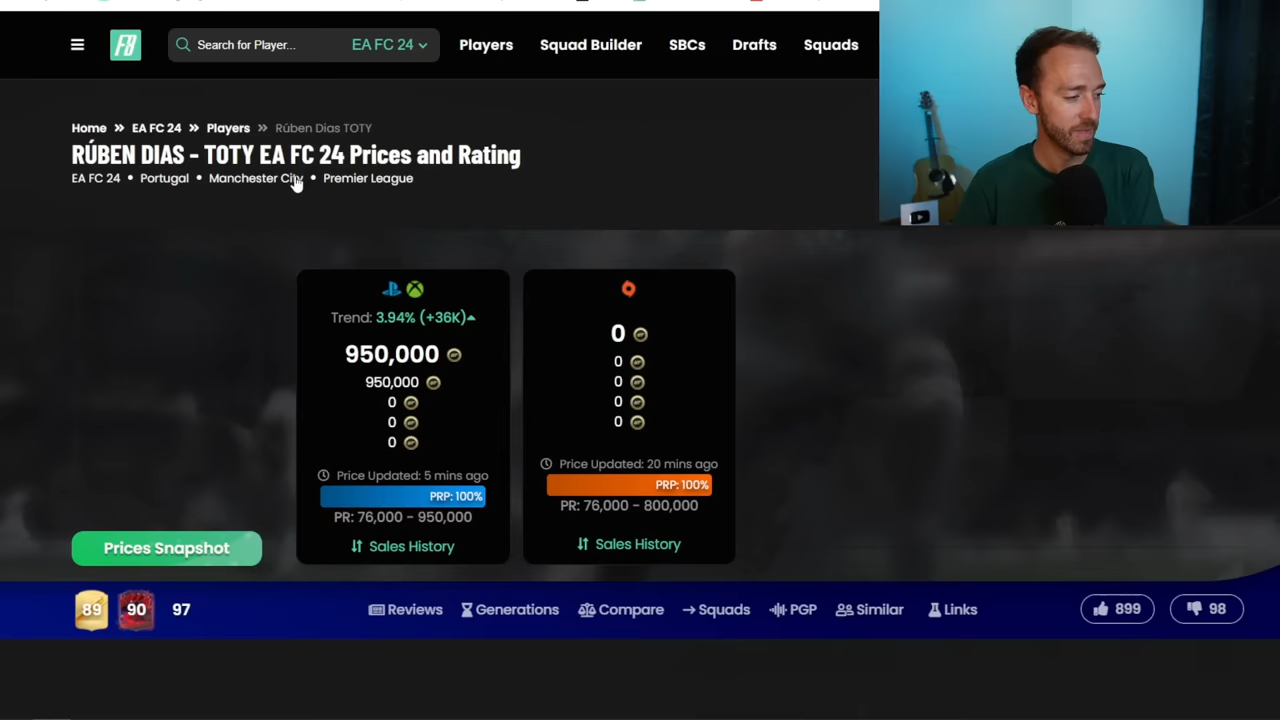 FB
Search for Player...
EA FC 24
Players
Squad Builder
SBCs
Drafts
Squads
Home » EA FC 24 » Players » Rúben Dias TOTY
RÚBEN DIAS - TOTY EA FC 24 Prices and Rating
EA FC 24 • Portugal • Manchester City • Premier League
Trend: 3.94% (+36K)
950,000
950,000
0
0
0
Price Updated: 5 mins ago
PRP: 100%
PR: 76,000 - 950,000
Sales History
0
0
0
0
0
Price Updated: 20 mins ago
PRP: 100%
PR: 76,000 - 800,000
Sales History
Prices Snapshot
89
90
97
Reviews
Generations
Compare
Squads
PGP
Similar
Links
899
98